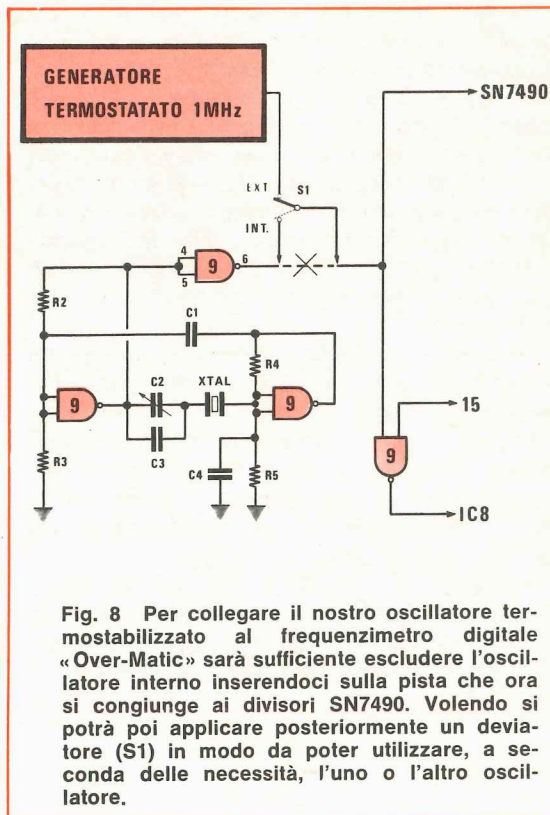 GENERATORE
TERMOSTATATO 1MHz
SN7490
EXT
S1
INT.
4
9
6
5
R2
C1
R4
C2
XTAL
9
9
15
C3
9
R3
C4
R5
IC8
Fig. 8 Per collegare il nostro oscillatore ter-
mostabilizzato al frequenzimetro digitale
« Over-Matic » sarà sufficiente escludere l'oscil-
latore interno inserendoci sulla pista che ora
si congiunge ai divisori SN7490. Volendo si
potrà poi applicare posteriormente un devia-
tore (S1) in modo da poter utilizzare, a se-
conda delle necessità, l'uno o l'altro oscil-
latore.